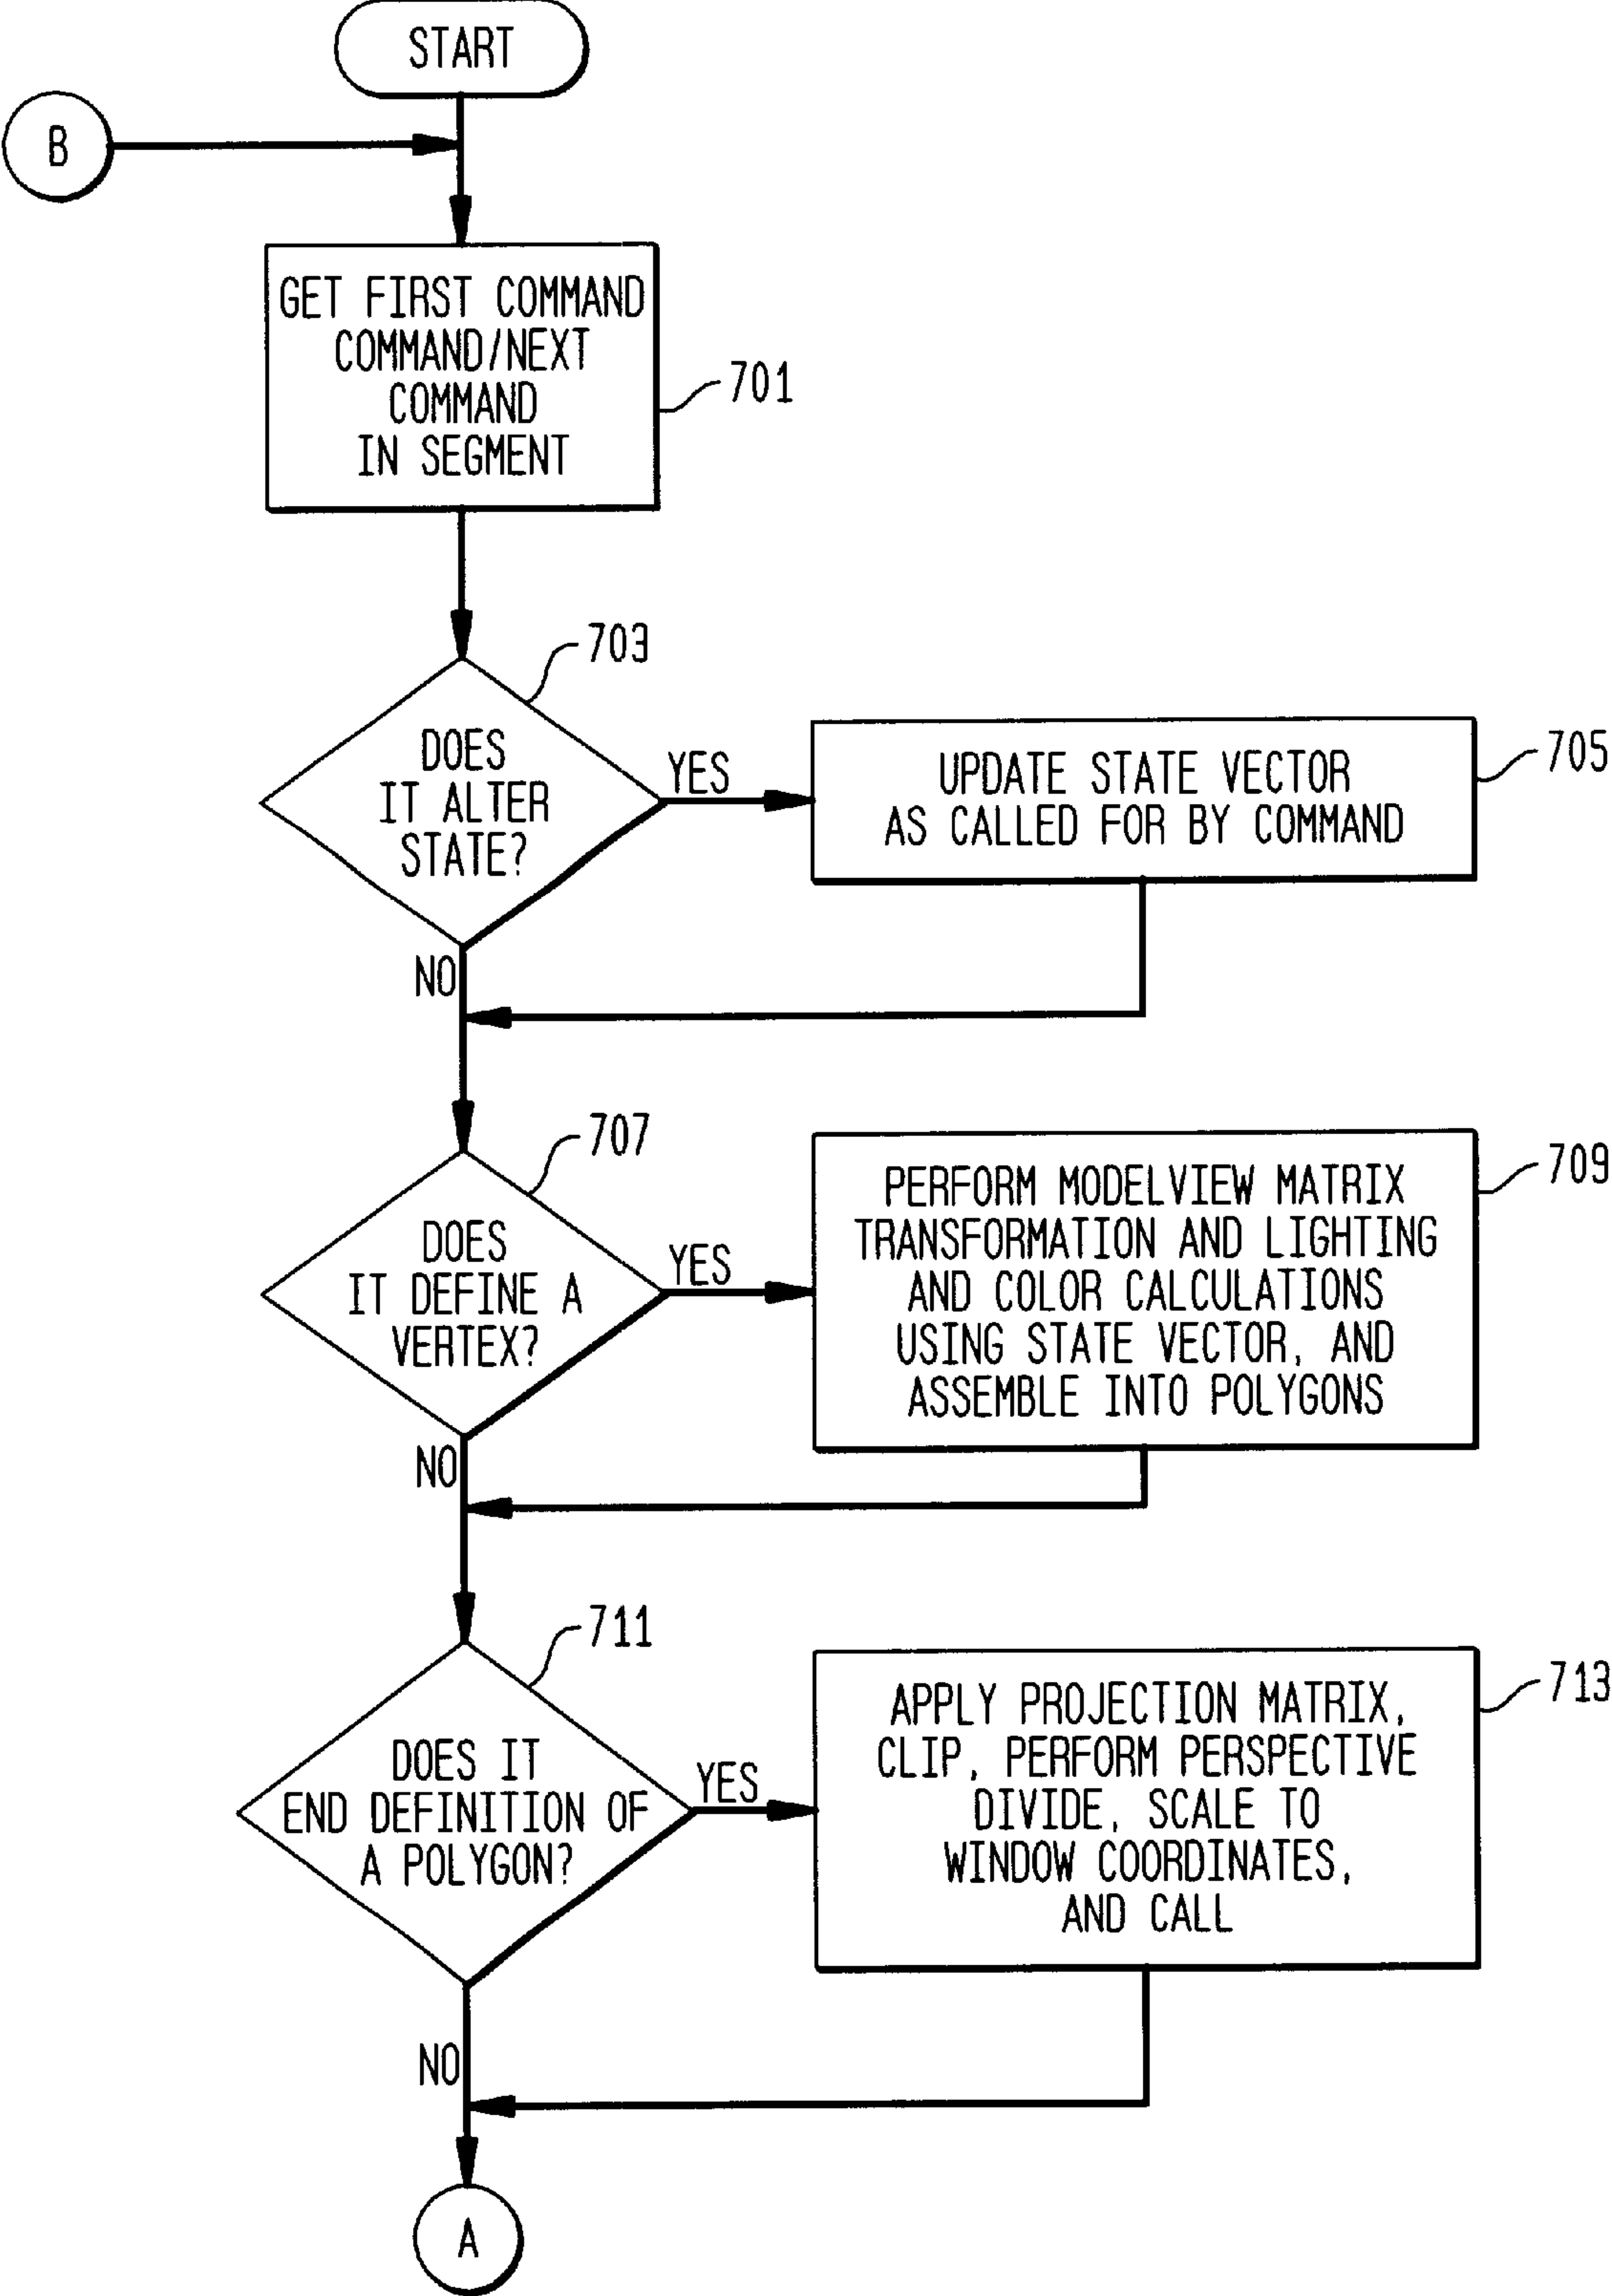 START
B
GET FIRST COMMAND
COMMAND/NEXT
COMMAND
IN SEGMENT
701
703
DOES
IT ALTER
STATE?
YES
NO
UPDATE STATE VECTOR
AS CALLED FOR BY COMMAND
705
707
DOES
IT DEFINE A
VERTEX?
YES
NO
PERFORM MODELVIEW MATRIX
TRANSFORMATION AND LIGHTING
AND COLOR CALCULATIONS
USING STATE VECTOR, AND
ASSEMBLE INTO POLYGONS
709
711
DOES IT
END DEFINITION OF
A POLYGON?
YES
NO
APPLY PROJECTION MATRIX,
CLIP, PERFORM PERSPECTIVE
DIVIDE, SCALE TO
WINDOW COORDINATES,
AND CALL
713
A